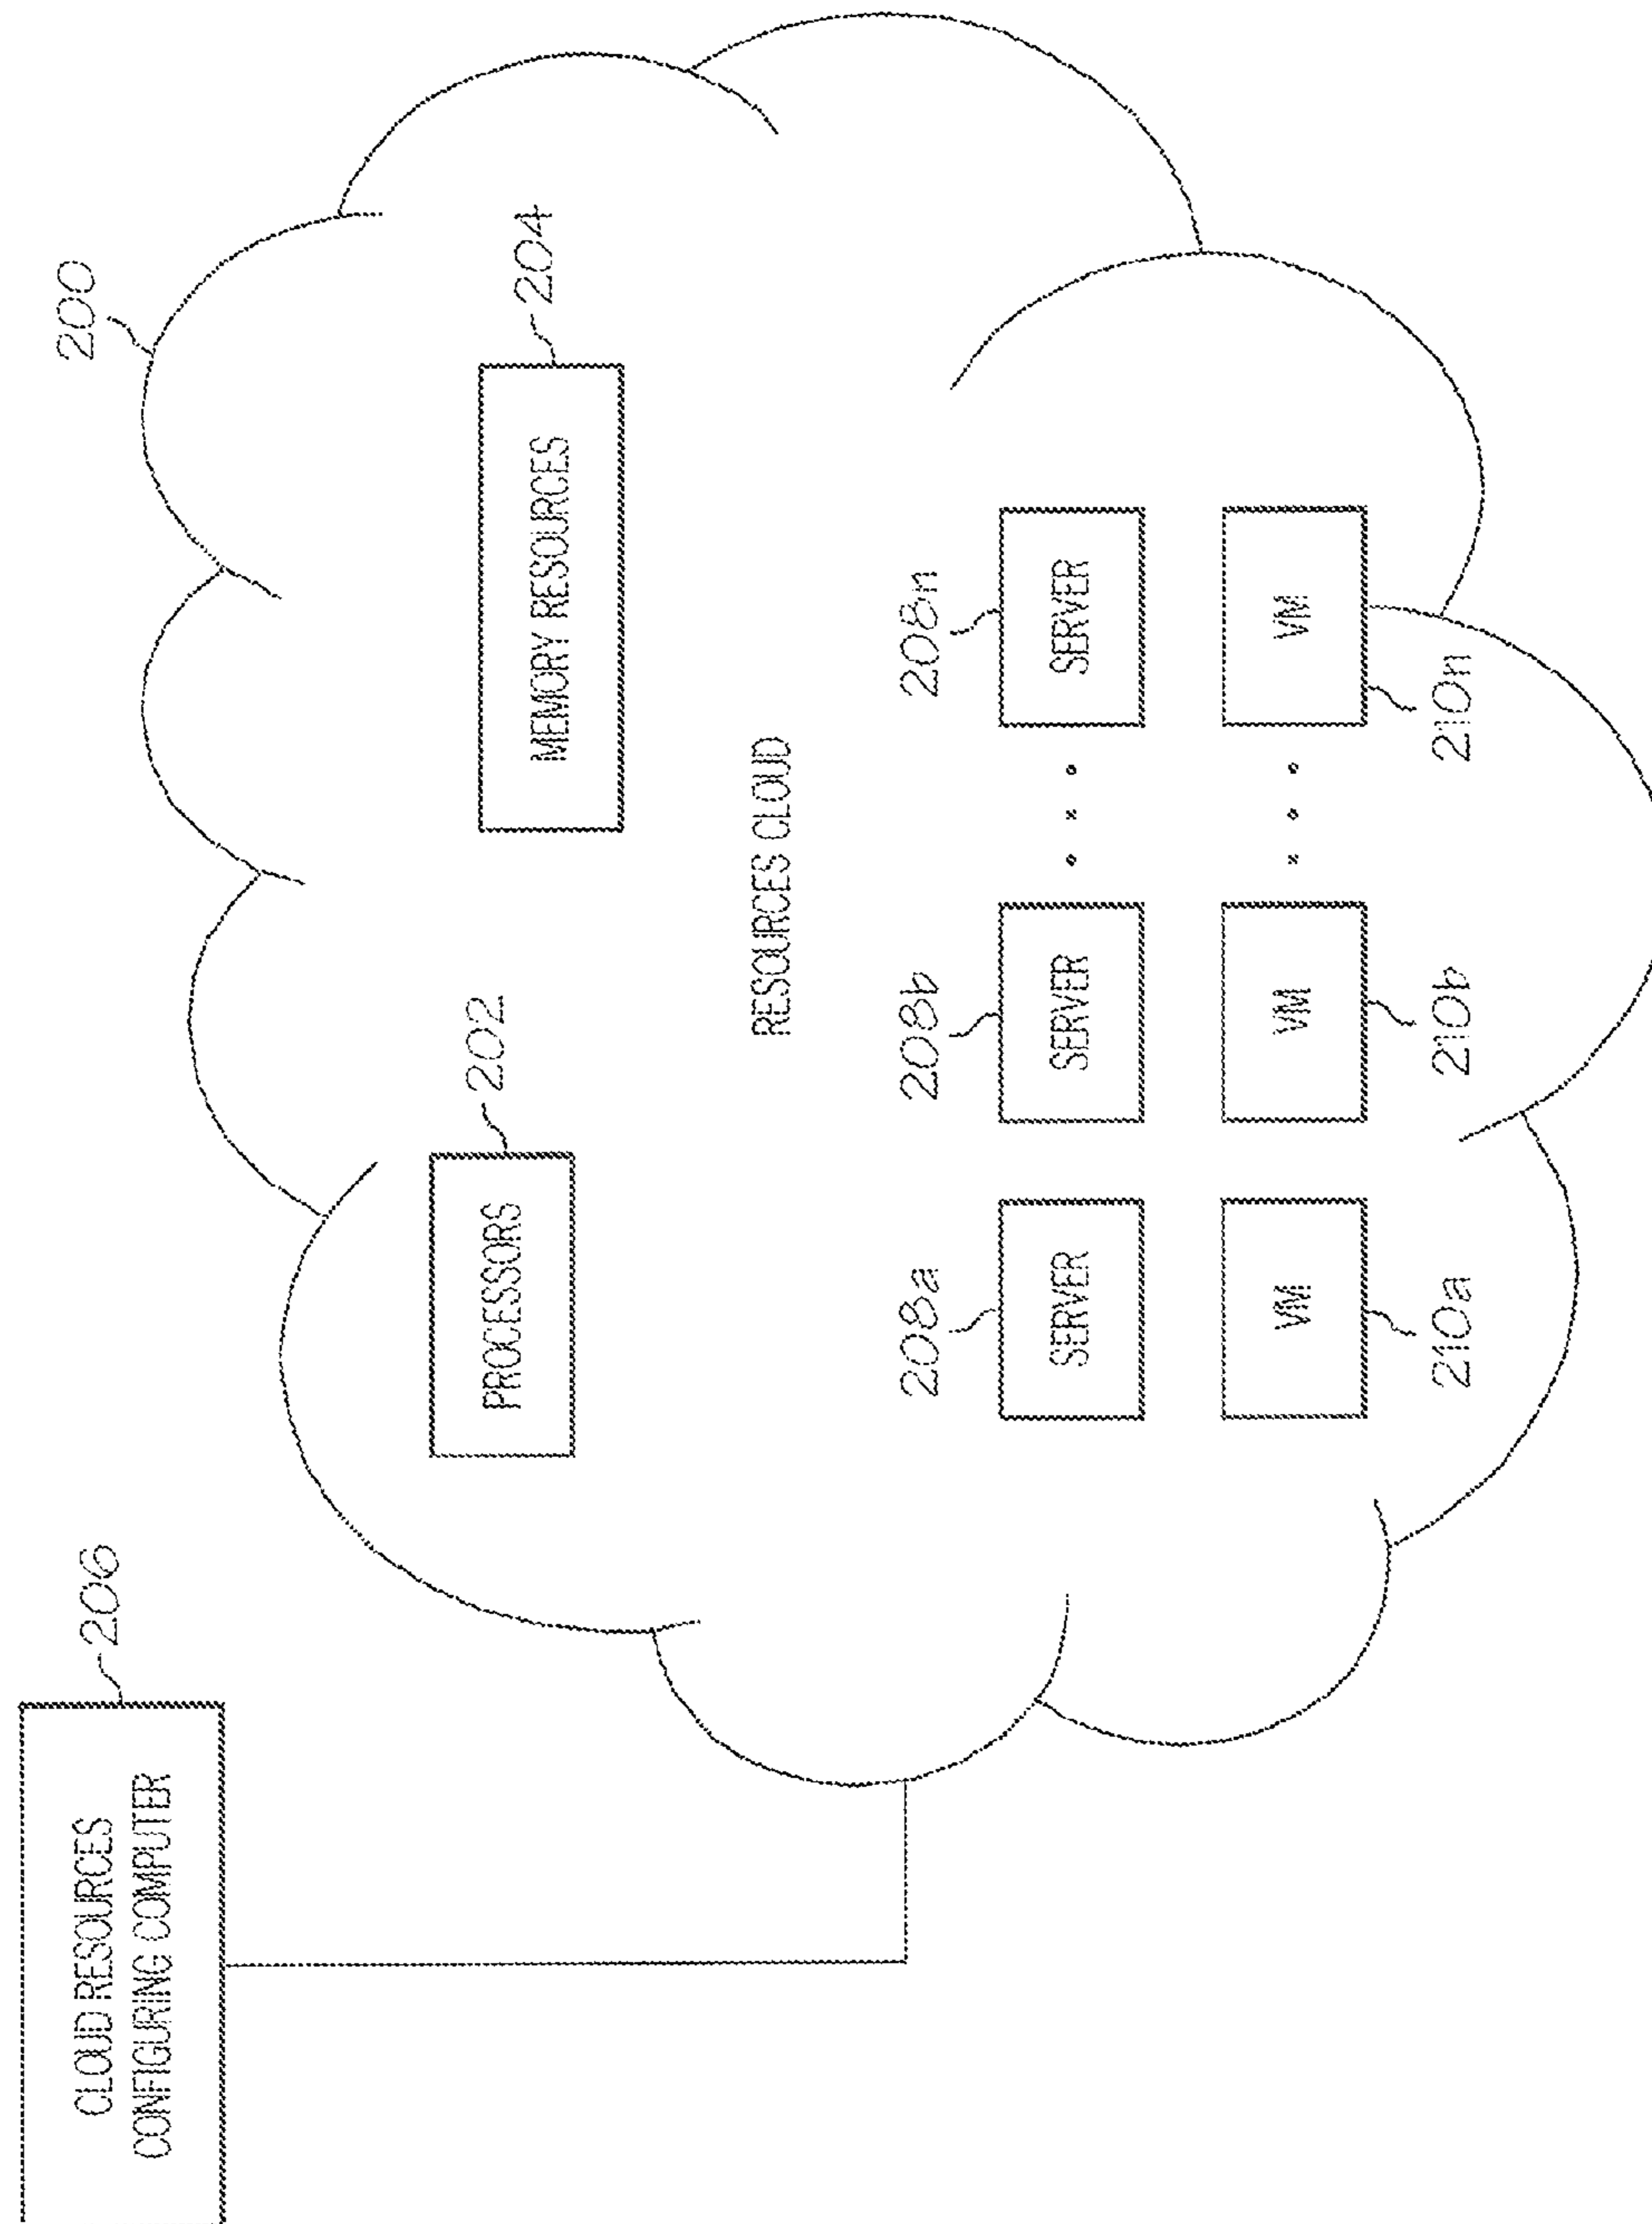 CLOUD RESOURCES
CONFIGURING COMPUTER
206
200
PROCESSORS
202
MEMORY RESOURCES
204
RESOURCES CLOUD
208a
208b
208n
SERVER
SERVER
SERVER
VM
VM
VM
210a
210b
210n